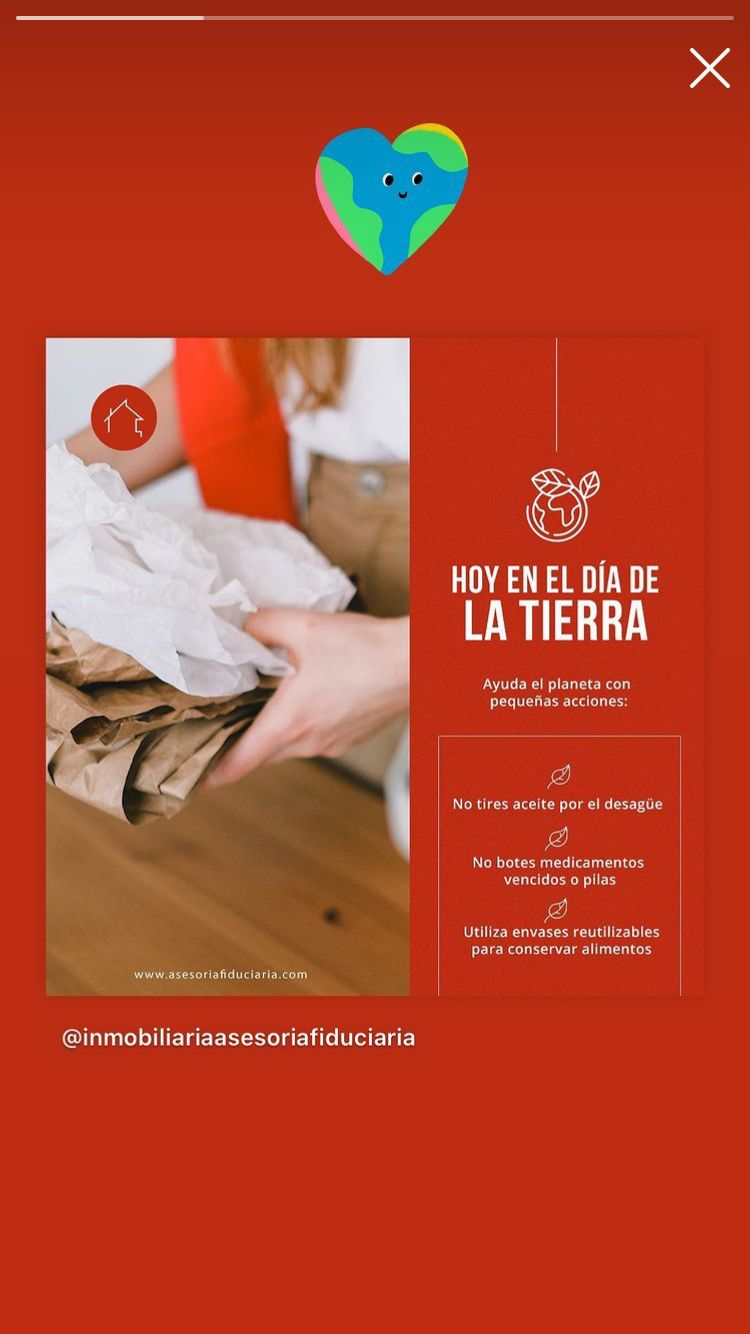 HOY EN EL DÍA DE
LA TIERRA
Ayuda el planeta con
pequeñas acciones:
No tires aceite por el desagüe
No botes medicamentos
vencidos o pilas
Utiliza envases reutilizables
para conservar alimentos
www.asesoriafiduciaria.com
@inmobiliariaasesoriafiduciaria